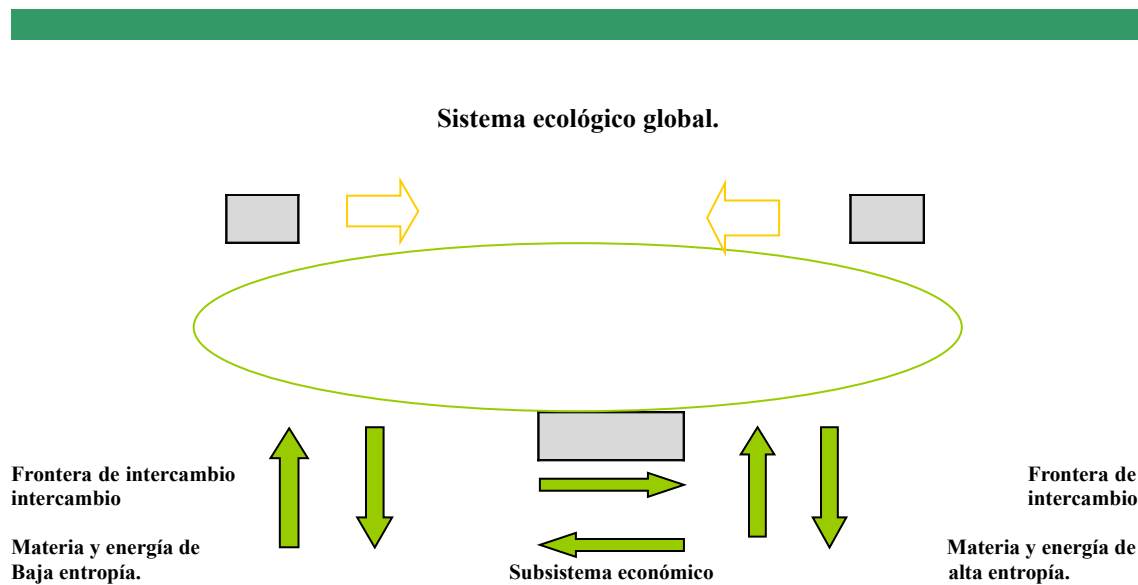 Sistema ecológico global.
Frontera de intercambio
intercambio
Materia y energía de
Baja entropía.
Subsistema económico
Frontera de
intercambio
Materia y energía de
alta entropía.